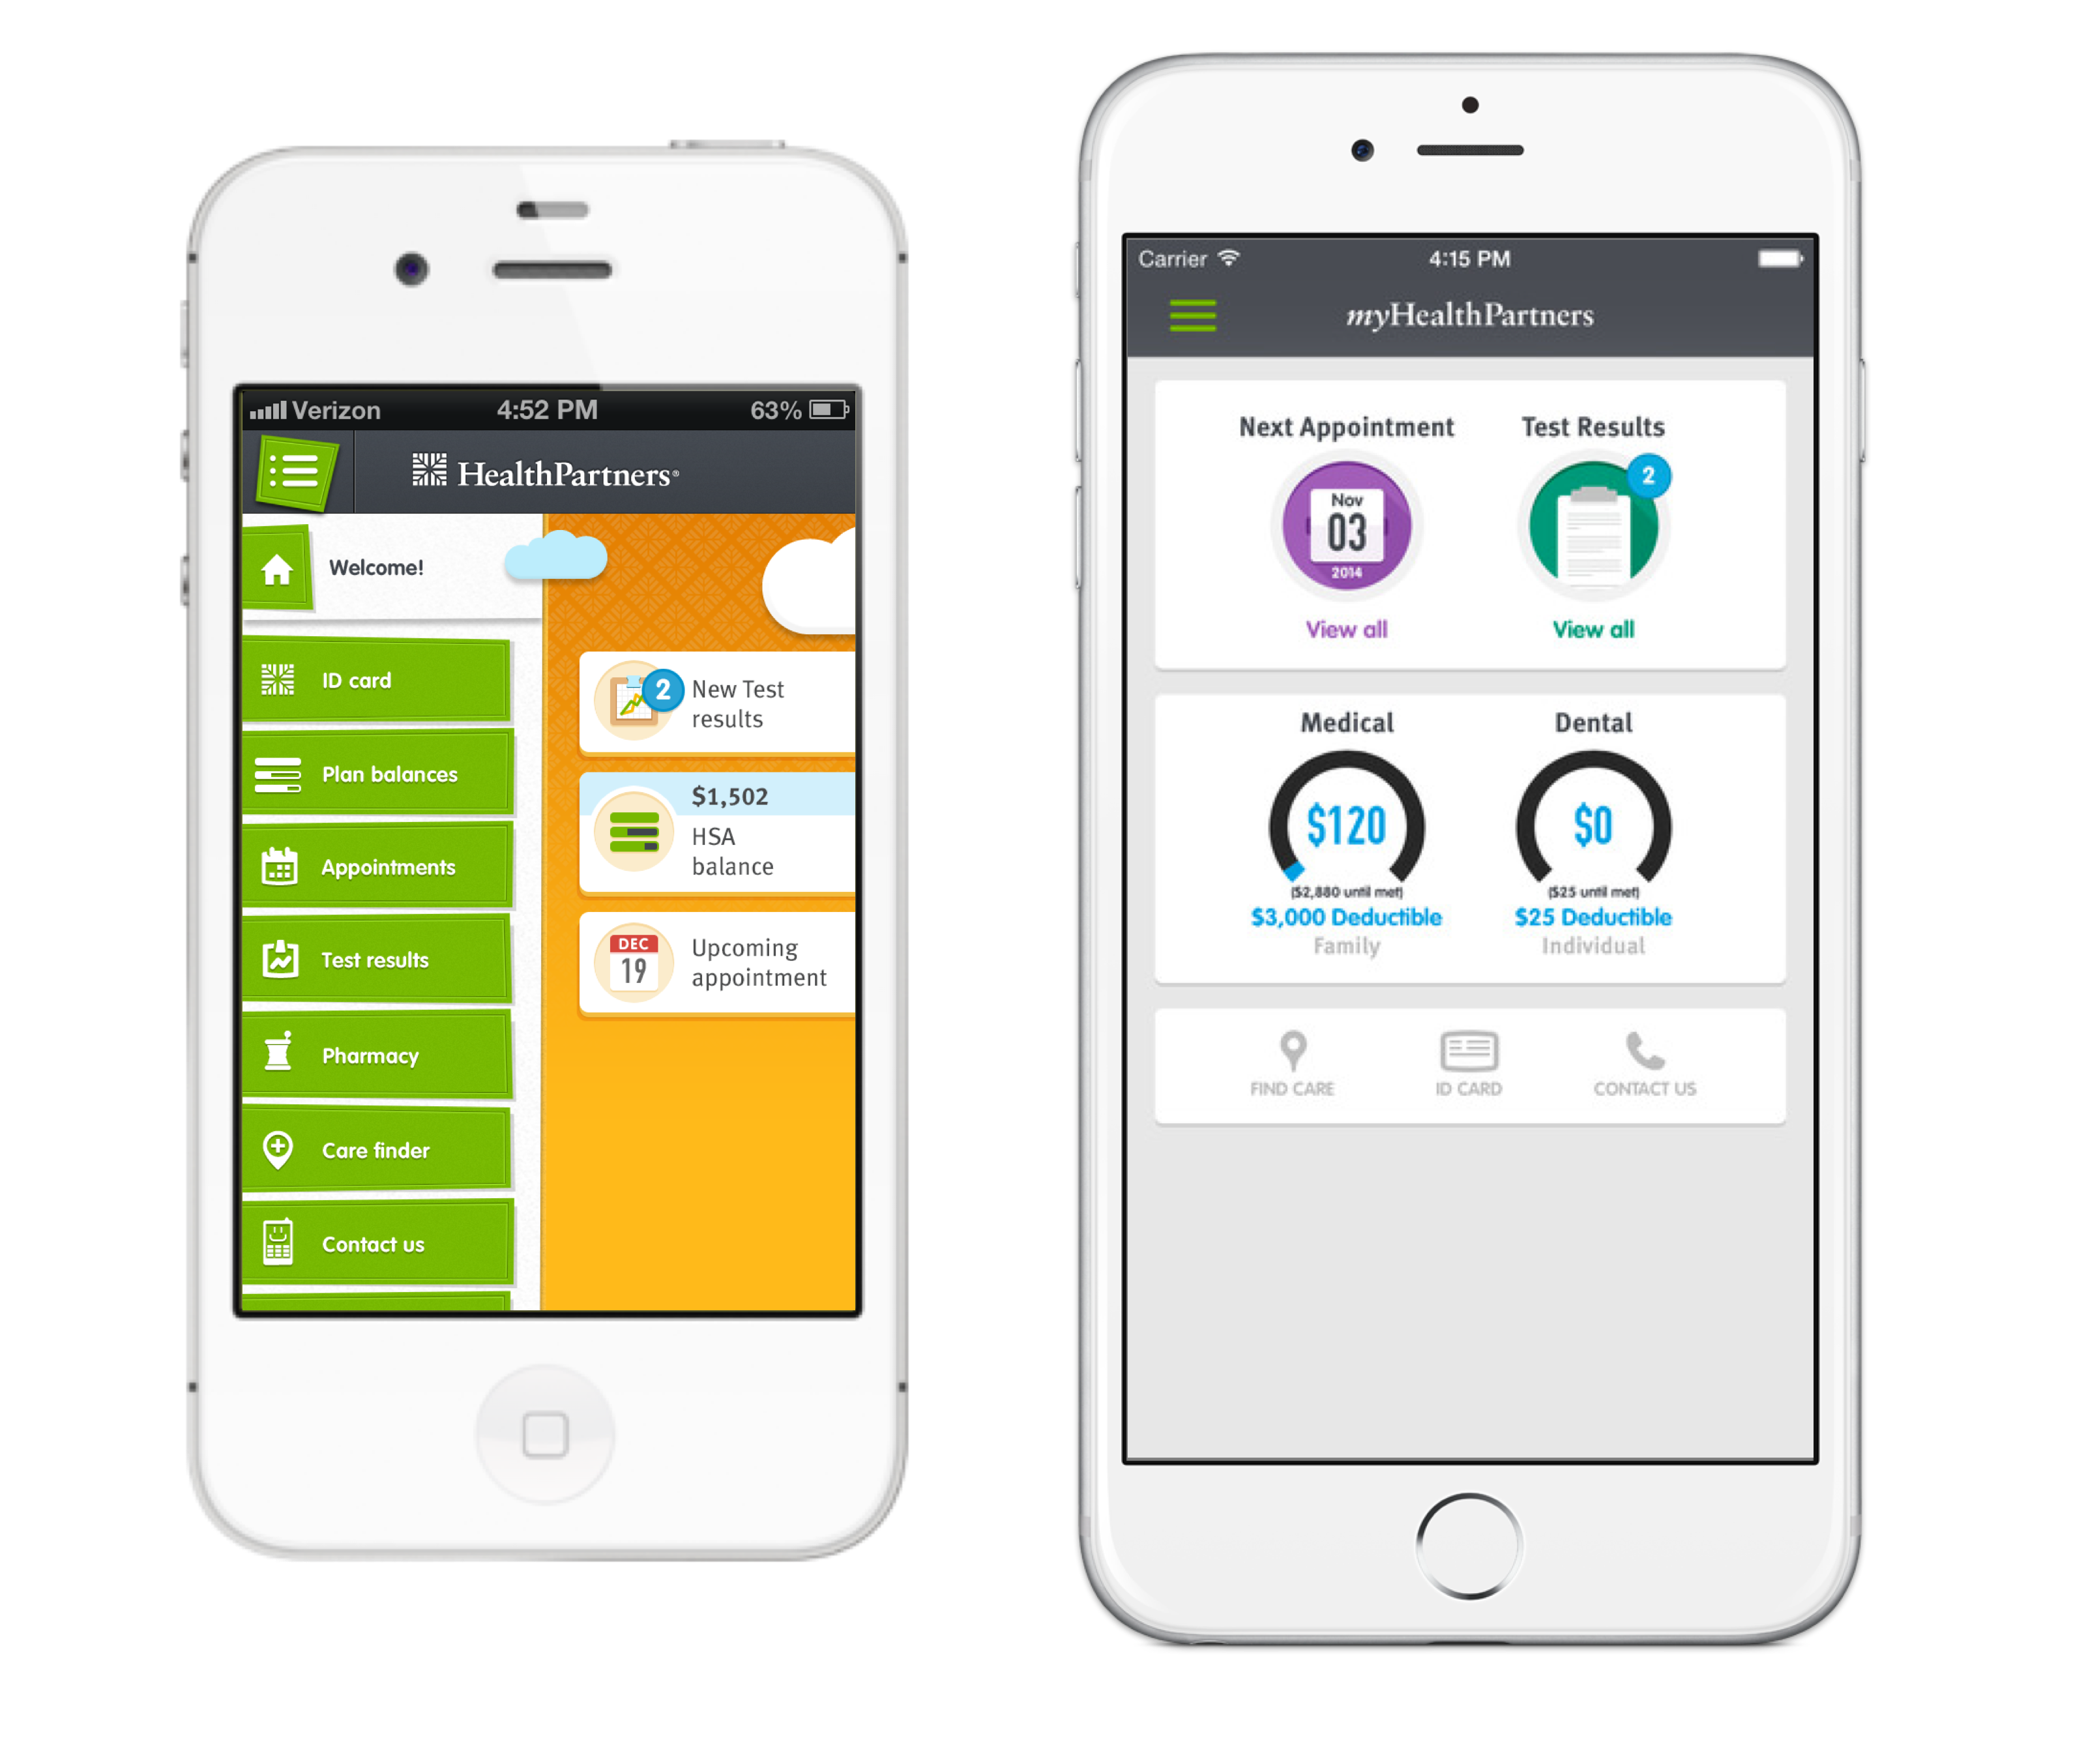 Verizon 4:52 PM 63%
HealthPartners®
Welcome!
ID card
Plan balances
Appointments
Test results
Pharmacy
Care finder
Contact us
2
New Test
results
$1,502
HSA
balance
DEC
19
Upcoming
appointment
Carrier 4:15 PM
myHealthPartners
Next Appointment
Nov
03
2014
View all
Test Results
2
View all
Medical
$120
($2,880 until met)
$3,000 Deductible
Family
Dental
$0
($25 until met)
$25 Deductible
Individual
FIND CARE
ID CARD
CONTACT US